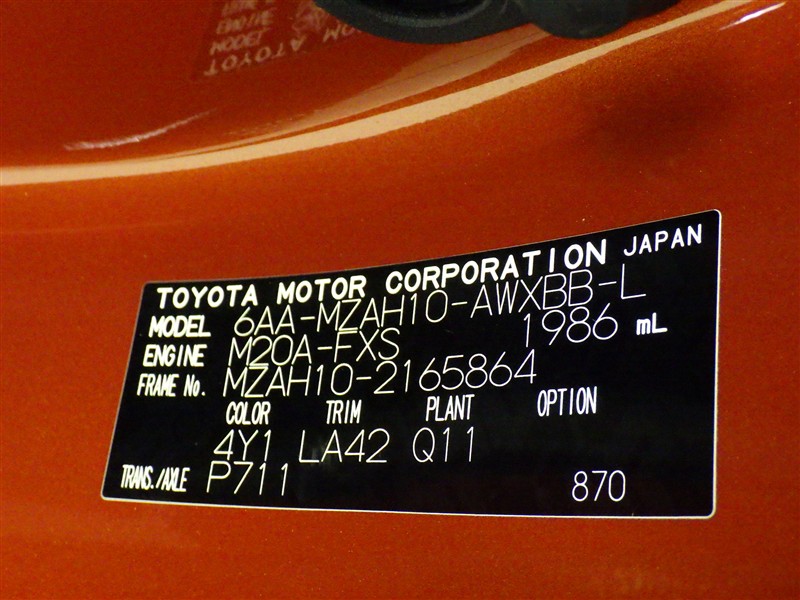 TOYOTA MOTOR CORPORATION JAPAN
MODEL 6AA-MZAH10-AWXBB-L
ENGINE M20A-FXS 1986 mL
FRAME No. MZAH10-2165864
COLOR TRIM PLANT OPTION
4Y1 LA42 Q11
TRANS./AXLE P711 870